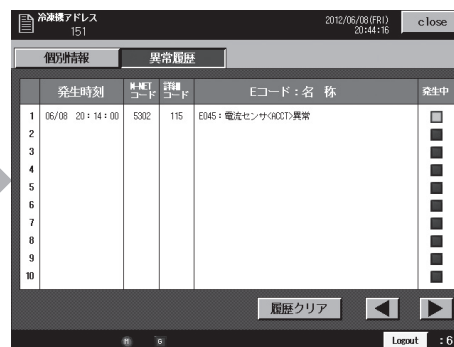 冷凍機アドレス
151
2012/06/08(FRI)
20:44:16
close
個別情報
異常履歴
発生時刻 M-NETコード 詳細コード Eコード:名 称 発生中
1 06/08 20:14:00 5302 115 E045:電流センサ<ACCT>異常
2
3
4
5
6
7
8
9
10
履歴クリア
M G
Logout :6